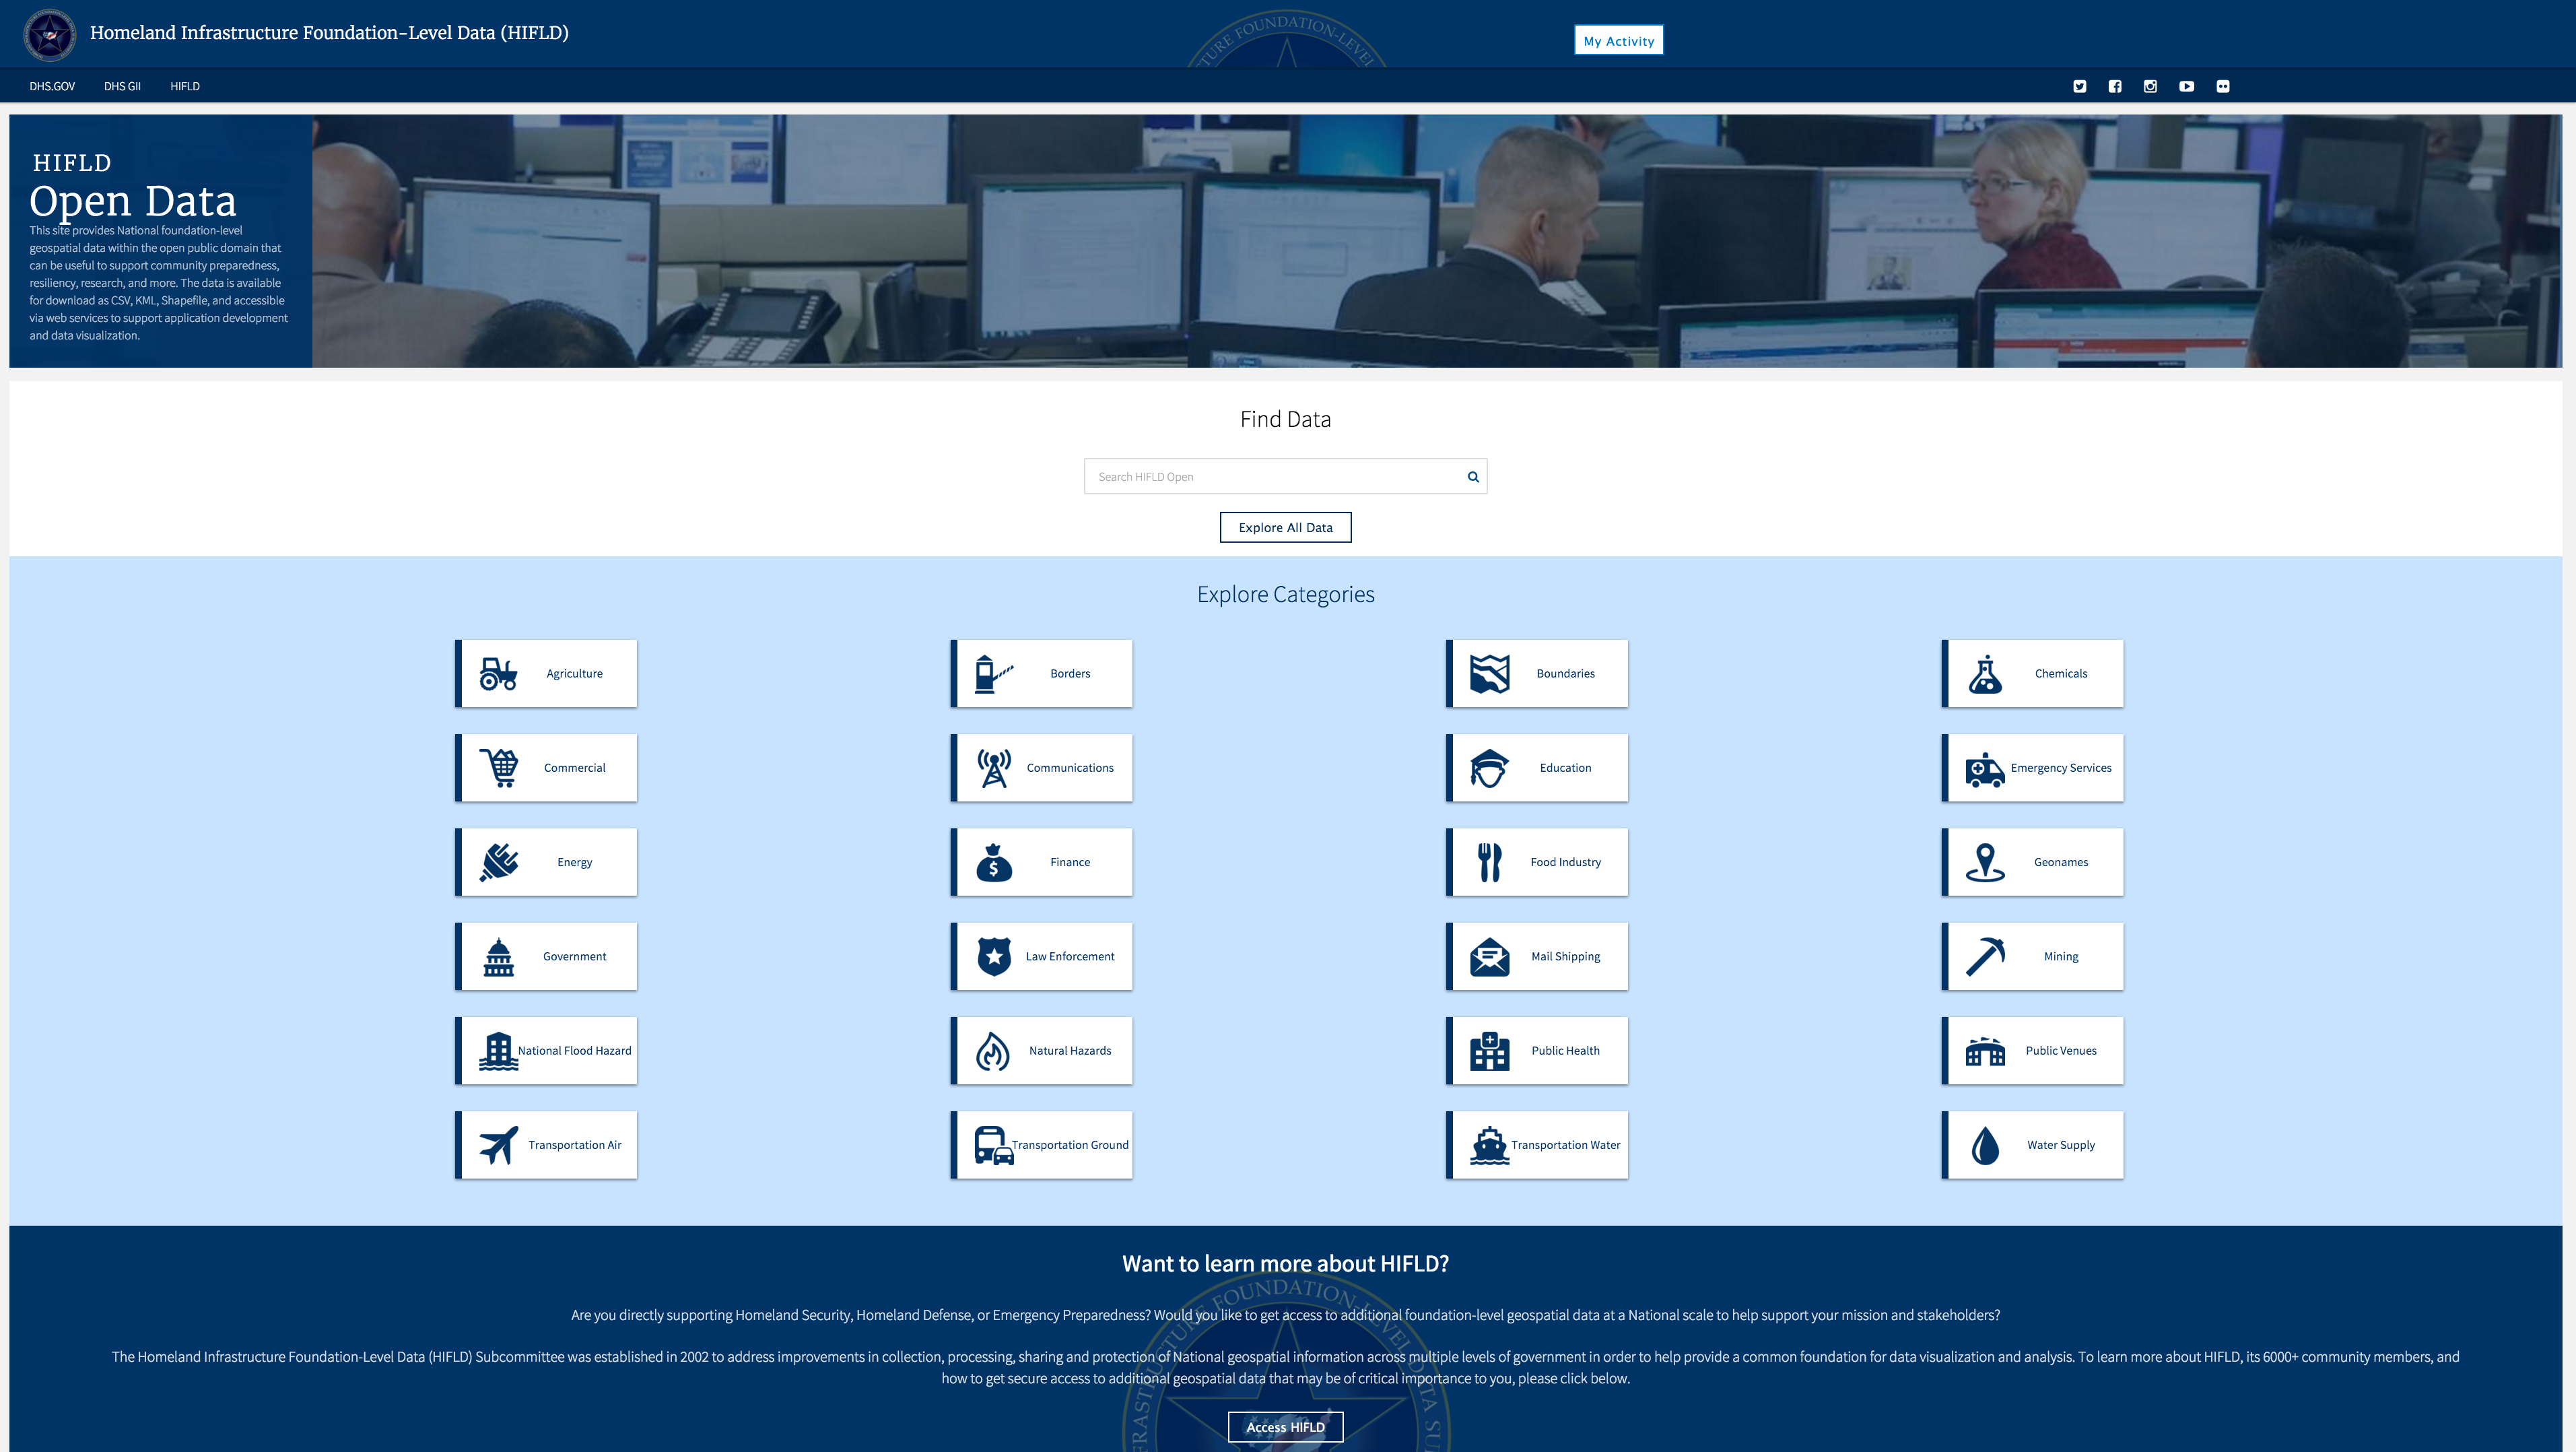 Homeland Infrastructure Foundation-Level Data (HIFLD)
My Activity
DHS.GOV DHS GII HIFLD
HIFLD
Open Data
This site provides National foundation-level
geospatial data within the open public domain that
can be useful to support community preparedness,
resiliency, research, and more. The data is available
for download as CSV, KML, Shapefile, and accessible
via web services to support application development
and data visualization.
Find Data
Search HIFLD Open
Explore All Data
Explore Categories
Agriculture Borders Boundaries Chemicals
Commercial Communications Education Emergency Services
Energy Finance Food Industry Geonames
Government Law Enforcement Mail Shipping Mining
National Flood Hazard Natural Hazards Public Health Public Venues
Transportation Air Transportation Ground Transportation Water Water Supply
Want to learn more about HIFLD?
Are you directly supporting Homeland Security, Homeland Defense, or Emergency Preparedness? Would you like to get access to additional foundation-level geospatial data at a National scale to help support your mission and stakeholders?
The Homeland Infrastructure Foundation-Level Data (HIFLD) Subcommittee was established in 2002 to address improvements in collection, processing, sharing and protection of National geospatial information across multiple levels of government in order to help provide a common foundation for data visualization and analysis. To learn more about HIFLD, its 6000+ community members, and
how to get secure access to additional geospatial data that may be of critical importance to you, please click below.
Access HIFLD